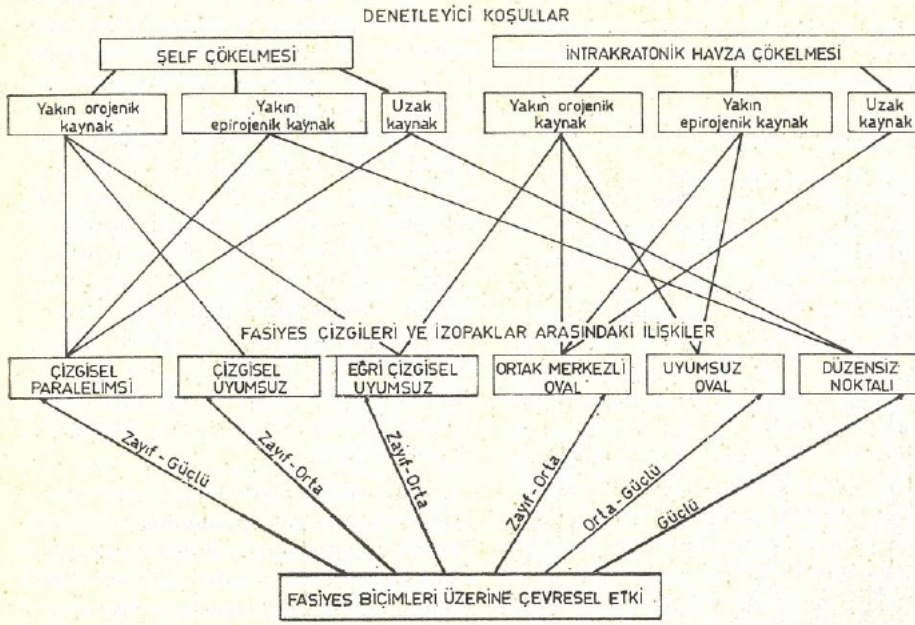 DENETLEYİCİ KOŞULLAR
ŞELF ÇÖKELMESİ
İNTRAKRATONİK HAVZA ÇÖKELMESİ
Yakın orojenik
kaynak
Yakın
epirojenik kaynak
Uzak
kaynak
Yakın orojenik
kaynak
Yakın
epirojenik kaynak
Uzak
kaynak
FASİYES ÇİZGİLERİ VE İZOPAKLAR ARASINDAKİ İLİŞKİLER
ÇİZGİSEL
PARALELIMSİ
ÇİZGİSEL
UYUMSUZ
EĞRİ ÇİZGİSEL
UYUMSUZ
ORTAK MERKEZLİ
OVAL
UYUMSUZ
OVAL
DÜZENSİZ
NOKTALI
Zayıf-Güçlü
Zayıf-Orta
Zayıf-Orta
Zayıf-Orta
Orta-Güçlü
Güçlü
FASİYES BİÇİMLERİ ÜZERİNE ÇEVRESEL ETKİ